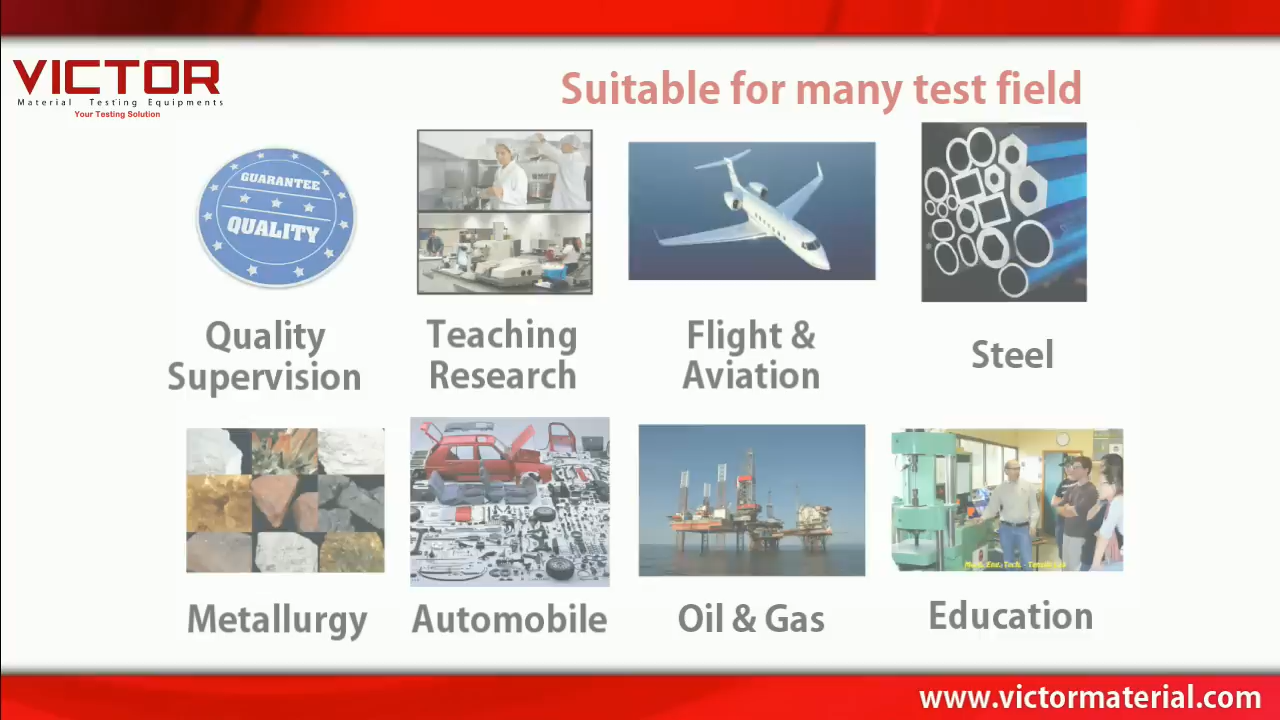 VICTOR
Material Testing Equipments
Your Testing Solution
Suitable for many test field
GUARANTEE
QUALITY
Quality
Supervision
Teaching
Research
Flight &
Aviation
Steel
Metallurgy
Automobile
Oil & Gas
Education
www.victormaterial.com